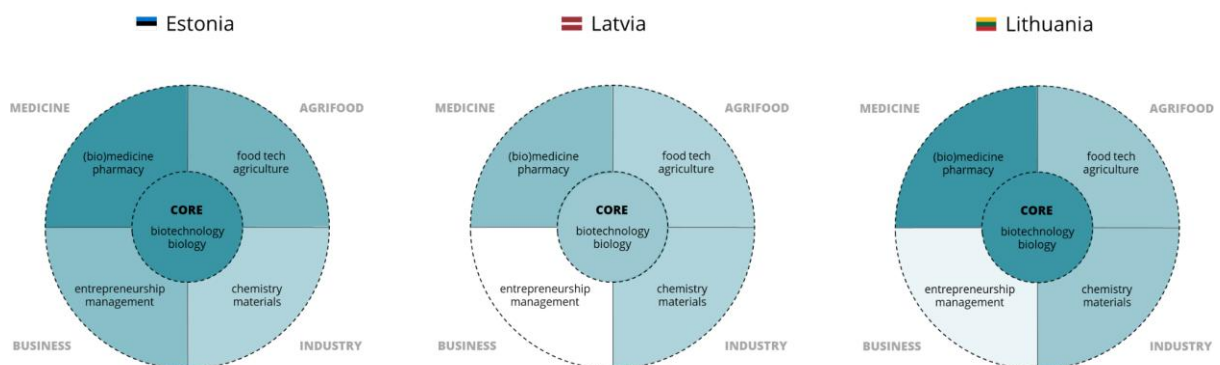 Estonia
MEDICINE
AGRIFOOD
(bio)medicine
pharmacy
food tech
agriculture
CORE
biotechnology
biology
entrepreneurship
management
chemistry
materials
BUSINESS
INDUSTRY
Latvia
MEDICINE
AGRIFOOD
(bio)medicine
pharmacy
food tech
agriculture
CORE
biotechnology
biology
entrepreneurship
management
chemistry
materials
BUSINESS
INDUSTRY
Lithuania
MEDICINE
AGRIFOOD
(bio)medicine
pharmacy
food tech
agriculture
CORE
biotechnology
biology
entrepreneurship
management
chemistry
materials
BUSINESS
INDUSTRY